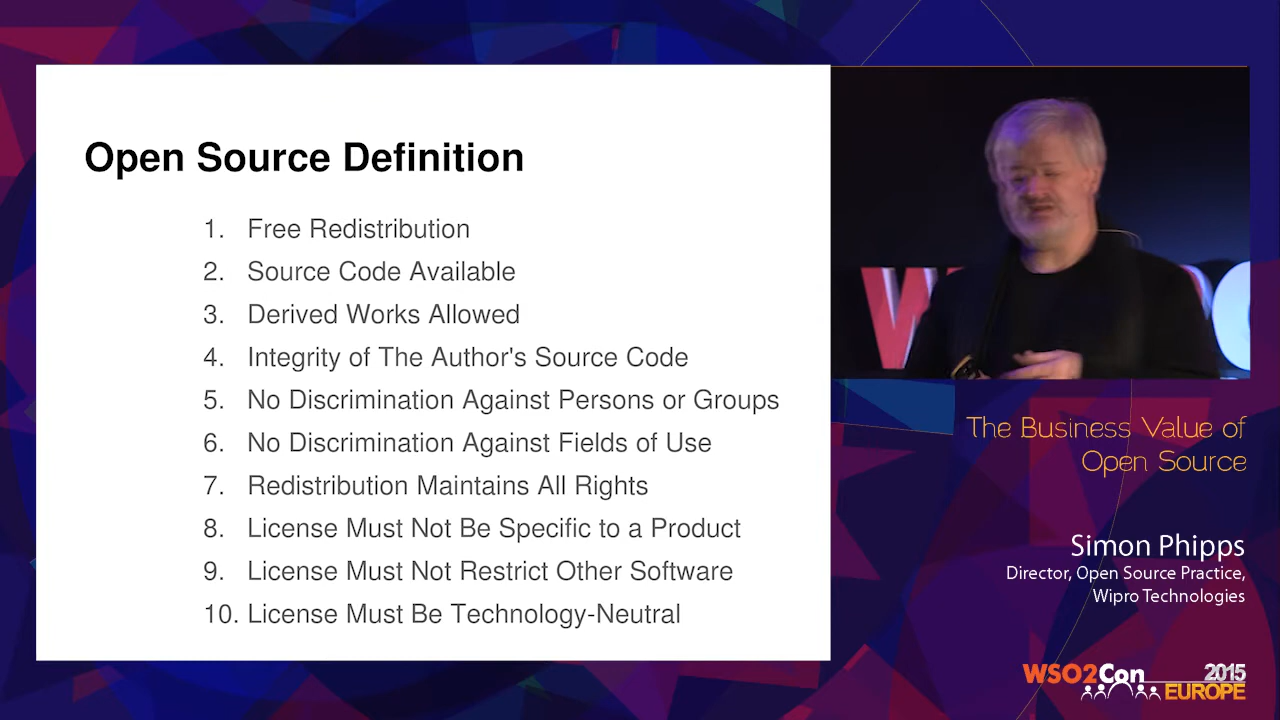 Open Source Definition
1. Free Redistribution
2. Source Code Available
3. Derived Works Allowed
4. Integrity of The Author's Source Code
5. No Discrimination Against Persons or Groups
6. No Discrimination Against Fields of Use
7. Redistribution Maintains All Rights
8. License Must Not Be Specific to a Product
9. License Must Not Restrict Other Software
10. License Must Be Technology-Neutral
The Business Value of
Open Source
Simon Phipps
Director, Open Source Practice,
Wipro Technologies
WSO2Con 2015
EUROPE